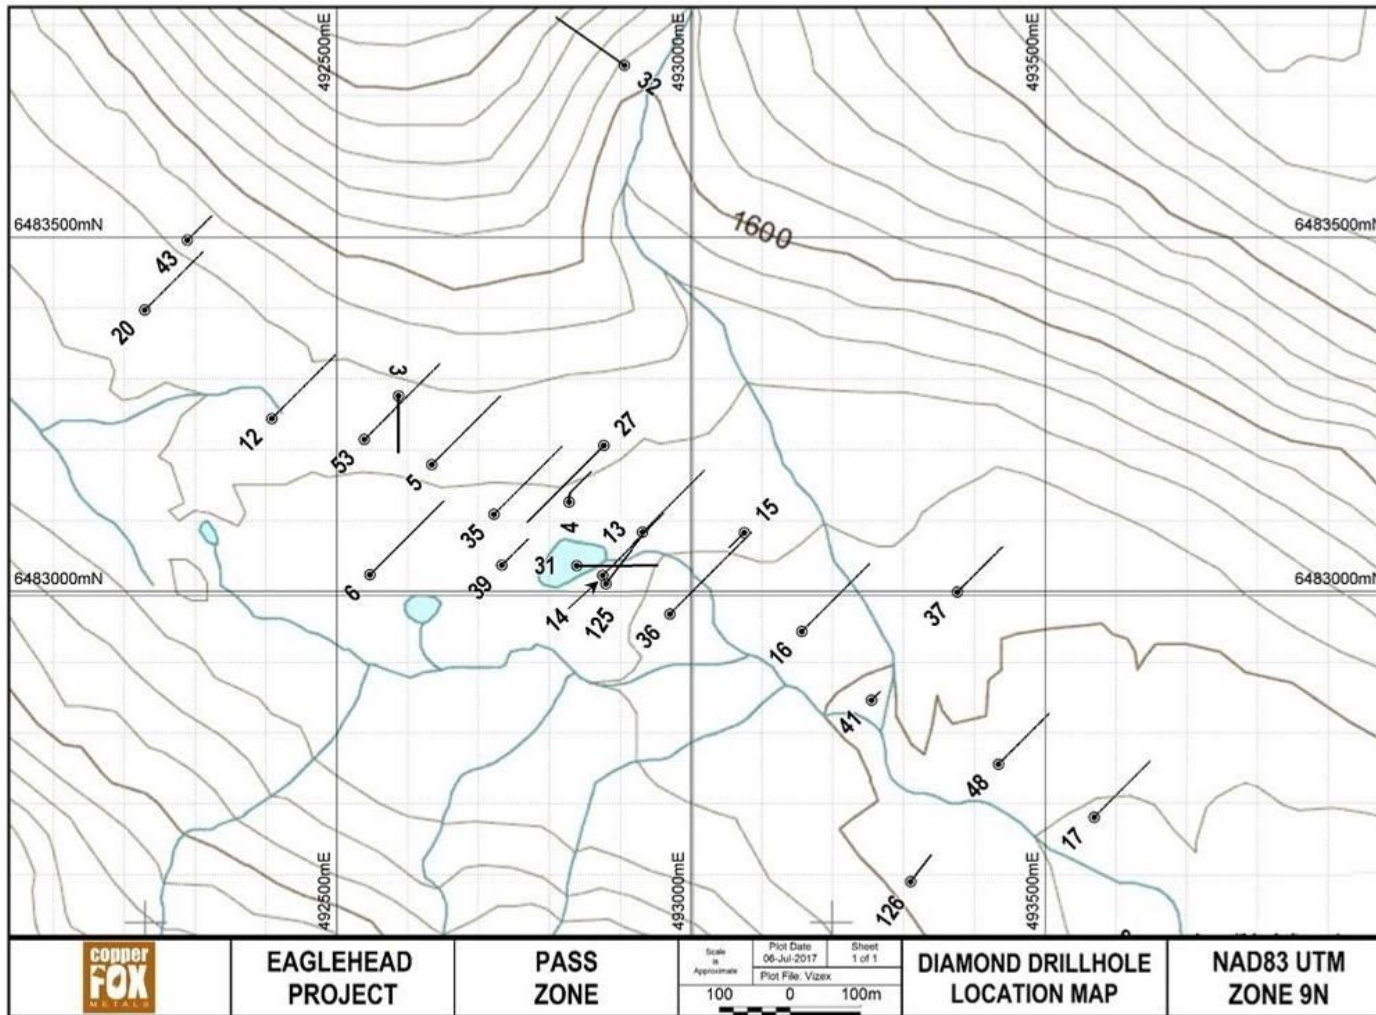 492500mE
493000mE
493500mE
32
6483500mN
6483500mN
1600
43
20
3
27
12
53
5
15
4
13
35
31
6483000mN
6483000mN
6
39
14
125
36
16
37
41
48
17
126
492500mE
493000mE
493500mE
copper
FOX
METALS
EAGLEHEAD
PROJECT
PASS
ZONE
Scale
is
Approximate
Plot Date
06-Jul-2017
Sheet
1 of 1
Plot File: Vizex
100 0 100m
DIAMOND DRILLHOLE
LOCATION MAP
NAD83 UTM
ZONE 9N